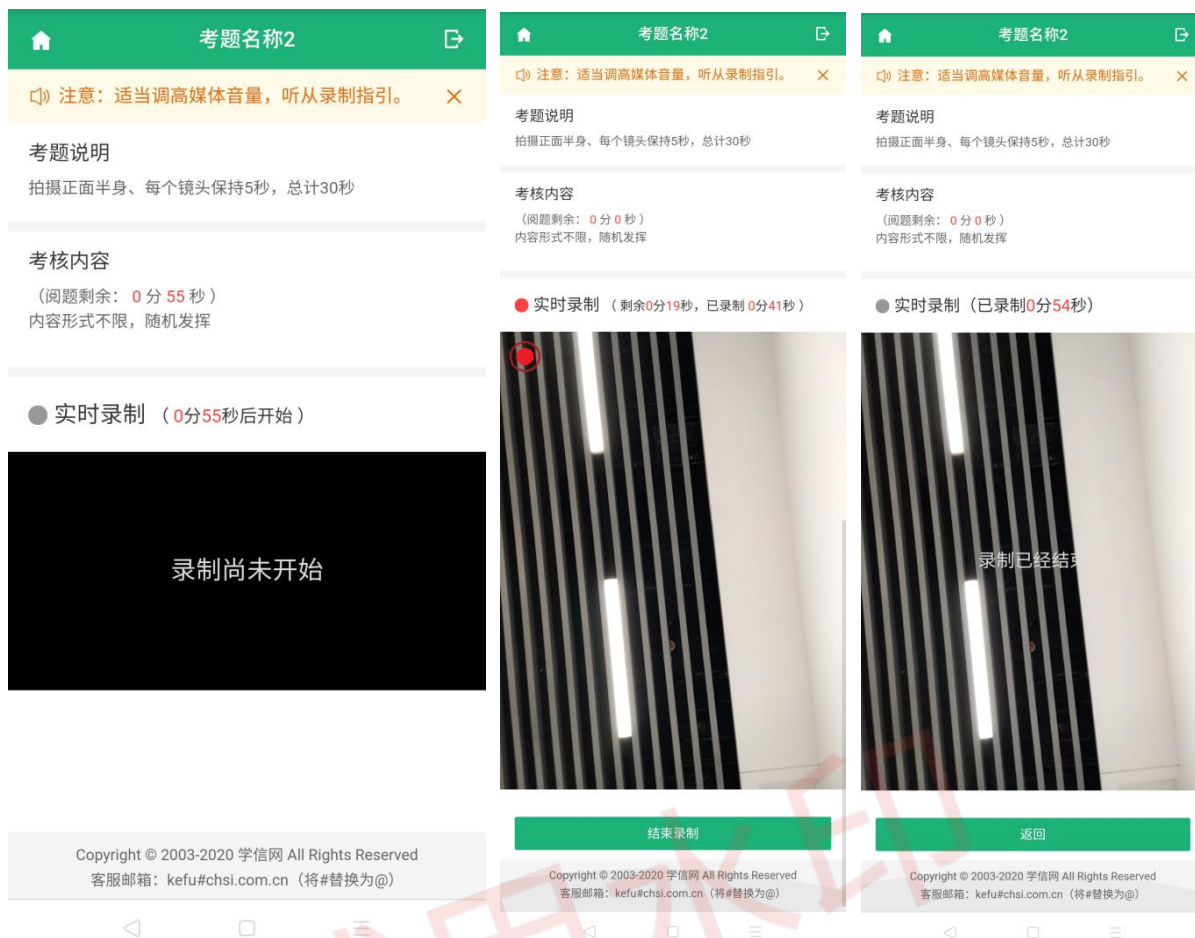 考题名称2
注意：适当调高媒体音量，听从录制指引。
考题说明
拍摄正面半身、每个镜头保持5秒，总计30秒
考核内容
（阅题剩余： 0 分 55 秒 ）
内容形式不限，随机发挥
实时录制 （ 0分55秒后开始 ）
录制尚未开始
Copyright © 2003-2020 学信网 All Rights Reserved
客服邮箱：kefu#chsi.com.cn（将#替换为@）
考题名称2
注意：适当调高媒体音量，听从录制指引。
考题说明
拍摄正面半身、每个镜头保持5秒，总计30秒
考核内容
（阅题剩余： 0 分 0 秒 ）
内容形式不限，随机发挥
实时录制 （ 剩余0分19秒，已录制 0分41秒 ）
结束录制
Copyright © 2003-2020 学信网 All Rights Reserved
客服邮箱：kefu#chsi.com.cn（将#替换为@）
考题名称2
注意：适当调高媒体音量，听从录制指引。
考题说明
拍摄正面半身、每个镜头保持5秒，总计30秒
考核内容
（阅题剩余： 0 分 0 秒 ）
内容形式不限，随机发挥
实时录制（已录制0分54秒）
录制已经结束
返回
Copyright © 2003-2020 学信网 All Rights Reserved
客服邮箱：kefu#chsi.com.cn（将#替换为@）
用水印